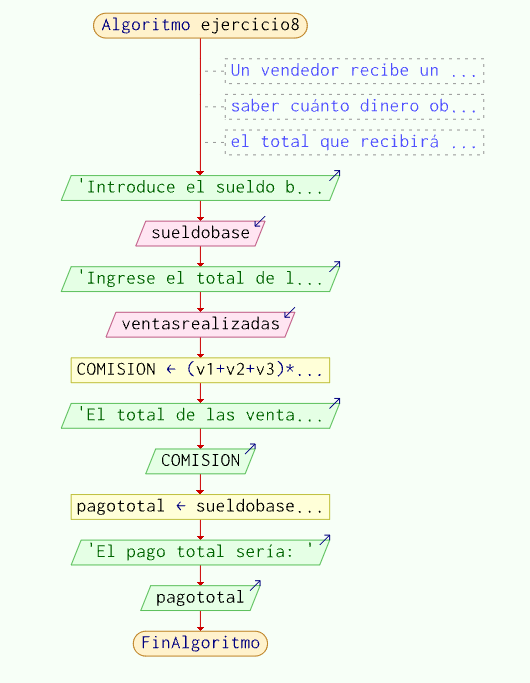 Algoritmo ejercicio8
Un vendedor recibe un ...
saber cuánto dinero ob...
el total que recibirá ...
'Introduce el sueldo b...
sueldobase
'Ingrese el total de l...
ventasrealizadas
COMISION ← (v1+v2+v3)*...
'El total de las venta...
COMISION
pagototal ← sueldobase...
'El pago total sería: '
pagototal
FinAlgoritmo